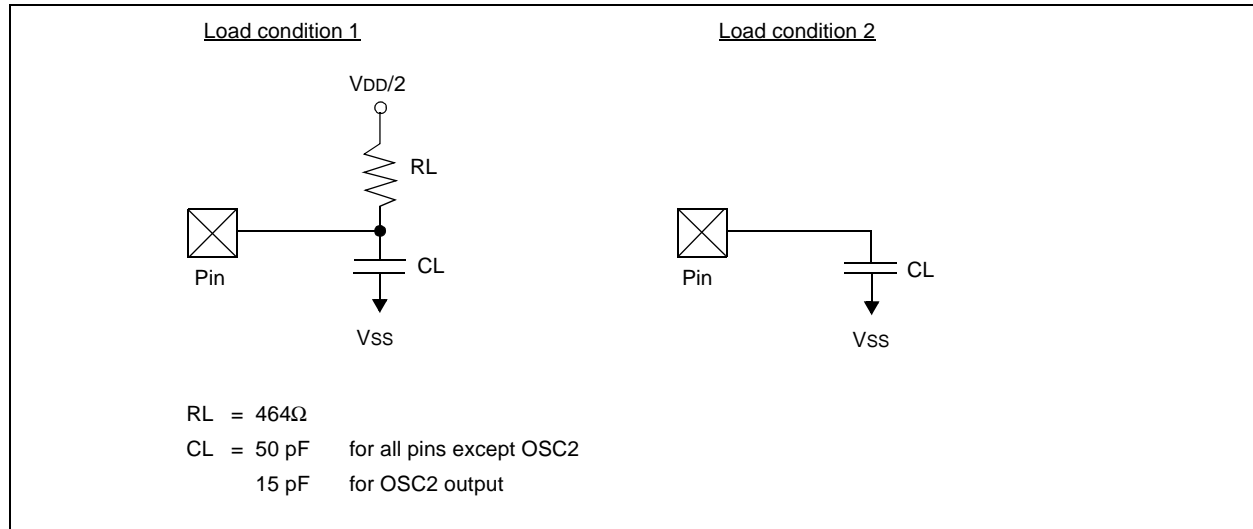 Load condition 1
Load condition 2
VDD/2
RL
Pin
CL
VSS
Pin
CL
VSS
RL = 464Ω
CL = 50 pF for all pins except OSC2
15 pF for OSC2 output